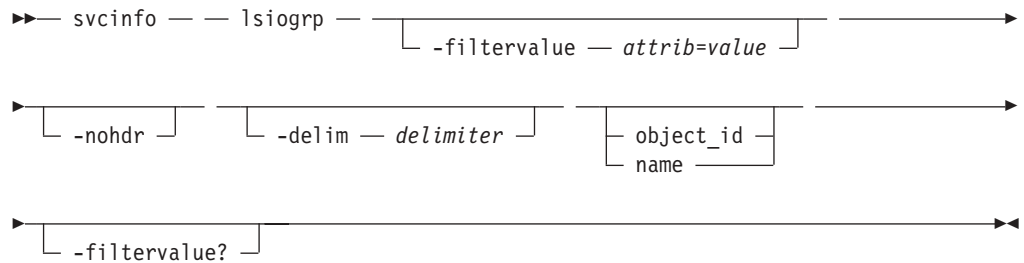 svcinfo lsiogrp
-filtervalue attrib=value
-nohdr -delim delimiter object_id
name
-filtervalue?